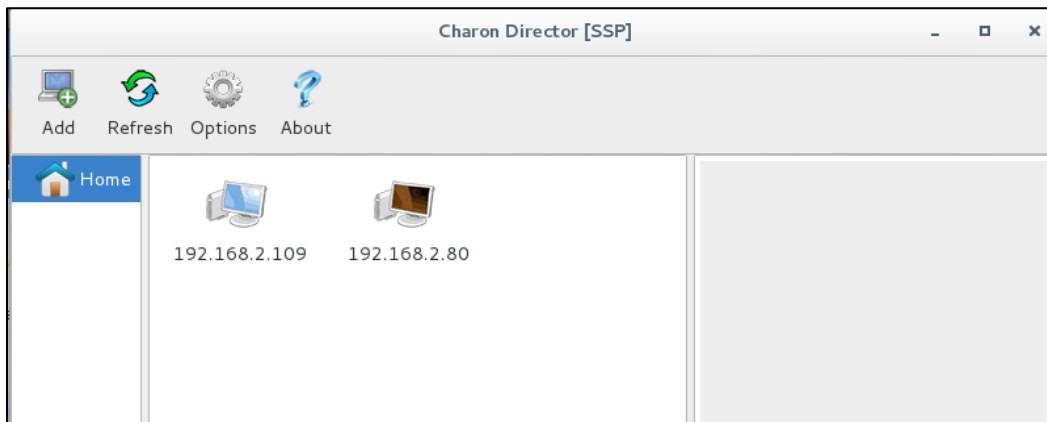 Charon Director [SSP]
Add Refresh Options About
Home
192.168.2.109 192.168.2.80